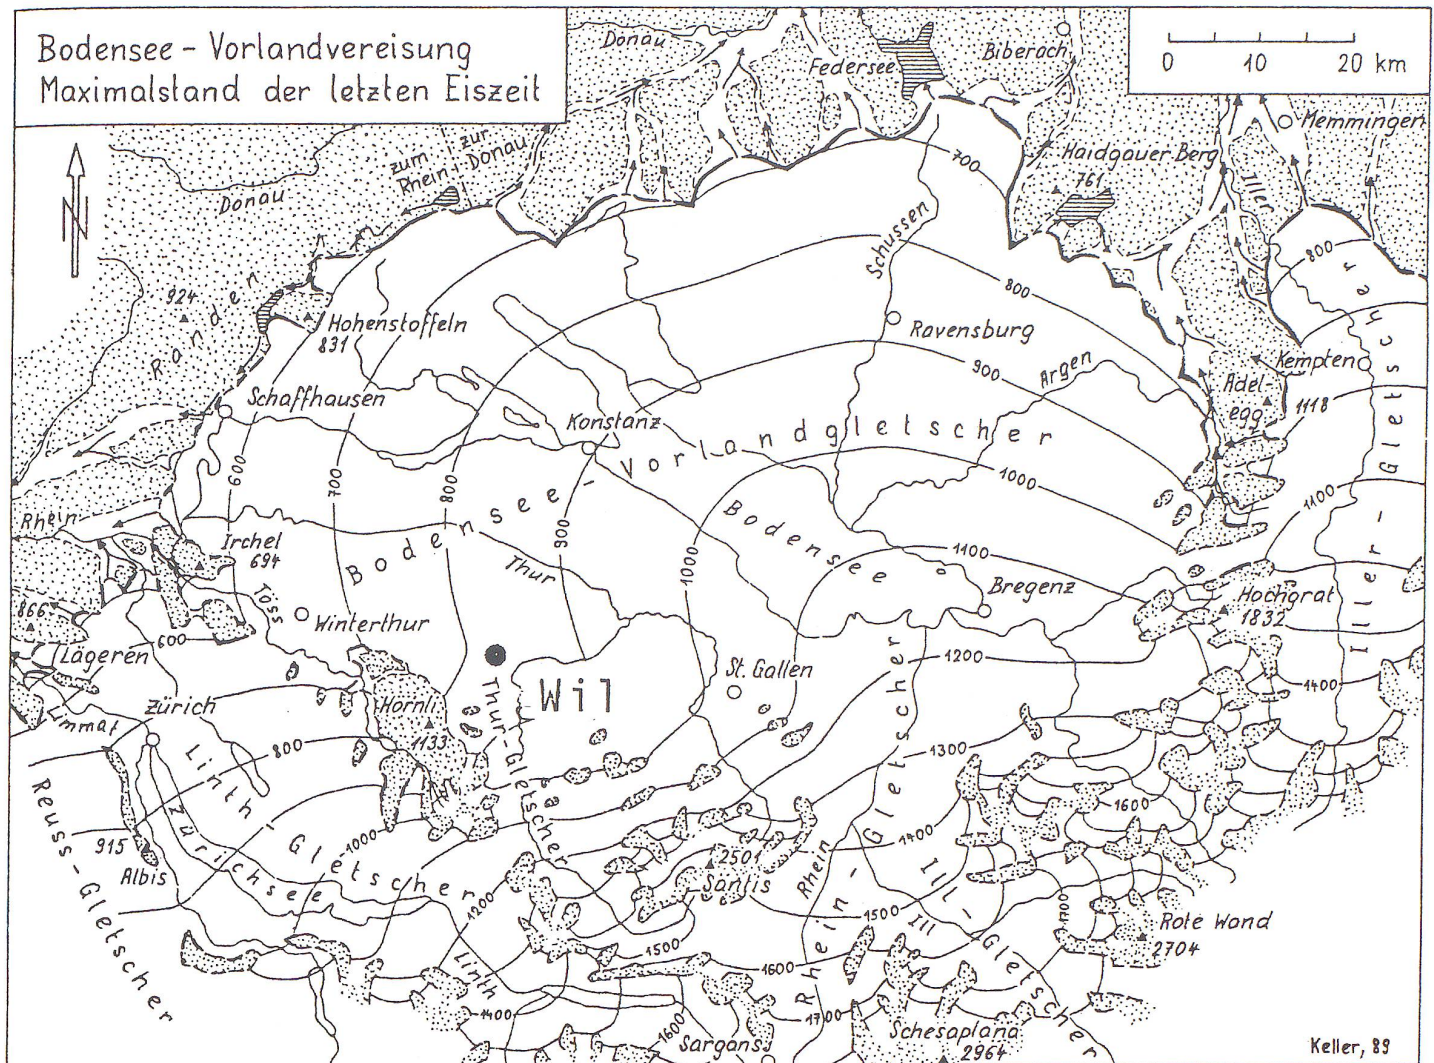 Bodensee - Vorlandvereisung
Maximalstand der letzten Eiszeit
0 10 20 km
N
Donau
Federsee
Biberach
Memmingen
zum Rhein
zur Donau
Donau
700
Haidgauer Berg
761
Iller
Schussen
800
800
924
Randen
Hohenstoffeln
831
Ravensburg
Argen
900
Kempten
Adel-
egg
1118
Schaffhausen
Konstanz
600
700
800
900
1000
Bodensee - Vorlandgletscher
1000
1100
Iller - Gletscher
Rhein
Irchel
694
Thur
Bodensee
1100
Bregenz
Hochgrat
1832
Töss
Winterthur
866
600
Lägeren
St. Gallen
1200
Wil
Limmat
Zürich
Hörnli
1133
Thur-Gletscher
1400
800
1300
Linth-Gletscher
Zürichsee
1000
Reuss-Gletscher
915
Albis
1200
2501
Säntis
Rhein
Rhein-Gletscher
1400
1600
Ill-Gletscher
Ill
1500
1700
Rote Wand
2704
1500
Linth
1600
1400
1600
1700
Sargans
Schesaplana
2964
Keller, 89